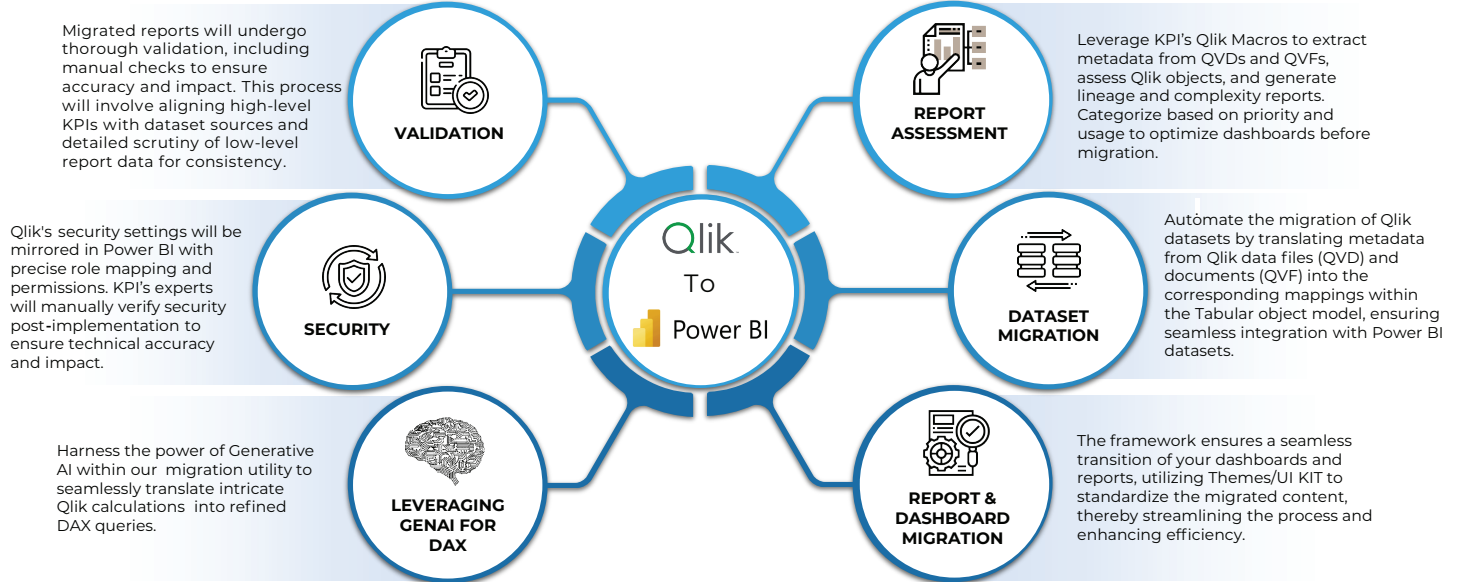 Migrated reports will undergo
thorough validation, including
manual checks to ensure
accuracy and impact. This process
will involve aligning high-level
KPIs with dataset sources and
detailed scrutiny of low-level
report data for consistency.
VALIDATION
REPORT
ASSESSMENT
Leverage KPI's Qlik Macros to extract
metadata from QVDs and QVFs,
assess Qlik objects, and generate
lineage and complexity reports.
Categorize based on priority and
usage to optimize dashboards before
migration.
Qlik's security settings will be
mirrored in Power BI with
precise role mapping and
permissions. KPI's experts
will manually verify security
post-implementation to
ensure technical accuracy
and impact.
SECURITY
Qlik
To
Power BI
DATASET
MIGRATION
Automate the migration of Qlik
datasets by translating metadata
from Qlik data files (QVD) and
documents (QVF) into the
corresponding mappings within
the Tabular object model, ensuring
seamless integration with Power BI
datasets.
Harness the power of Generative
AI within our migration utility to
seamlessly translate intricate
Qlik calculations into refined
DAX queries.
LEVERAGING
GENAI FOR
DAX
REPORT &
DASHBOARD
MIGRATION
The framework ensures a seamless
transition of your dashboards and
reports, utilizing Themes/UI KIT to
standardize the migrated content,
thereby streamlining the process and
enhancing efficiency.